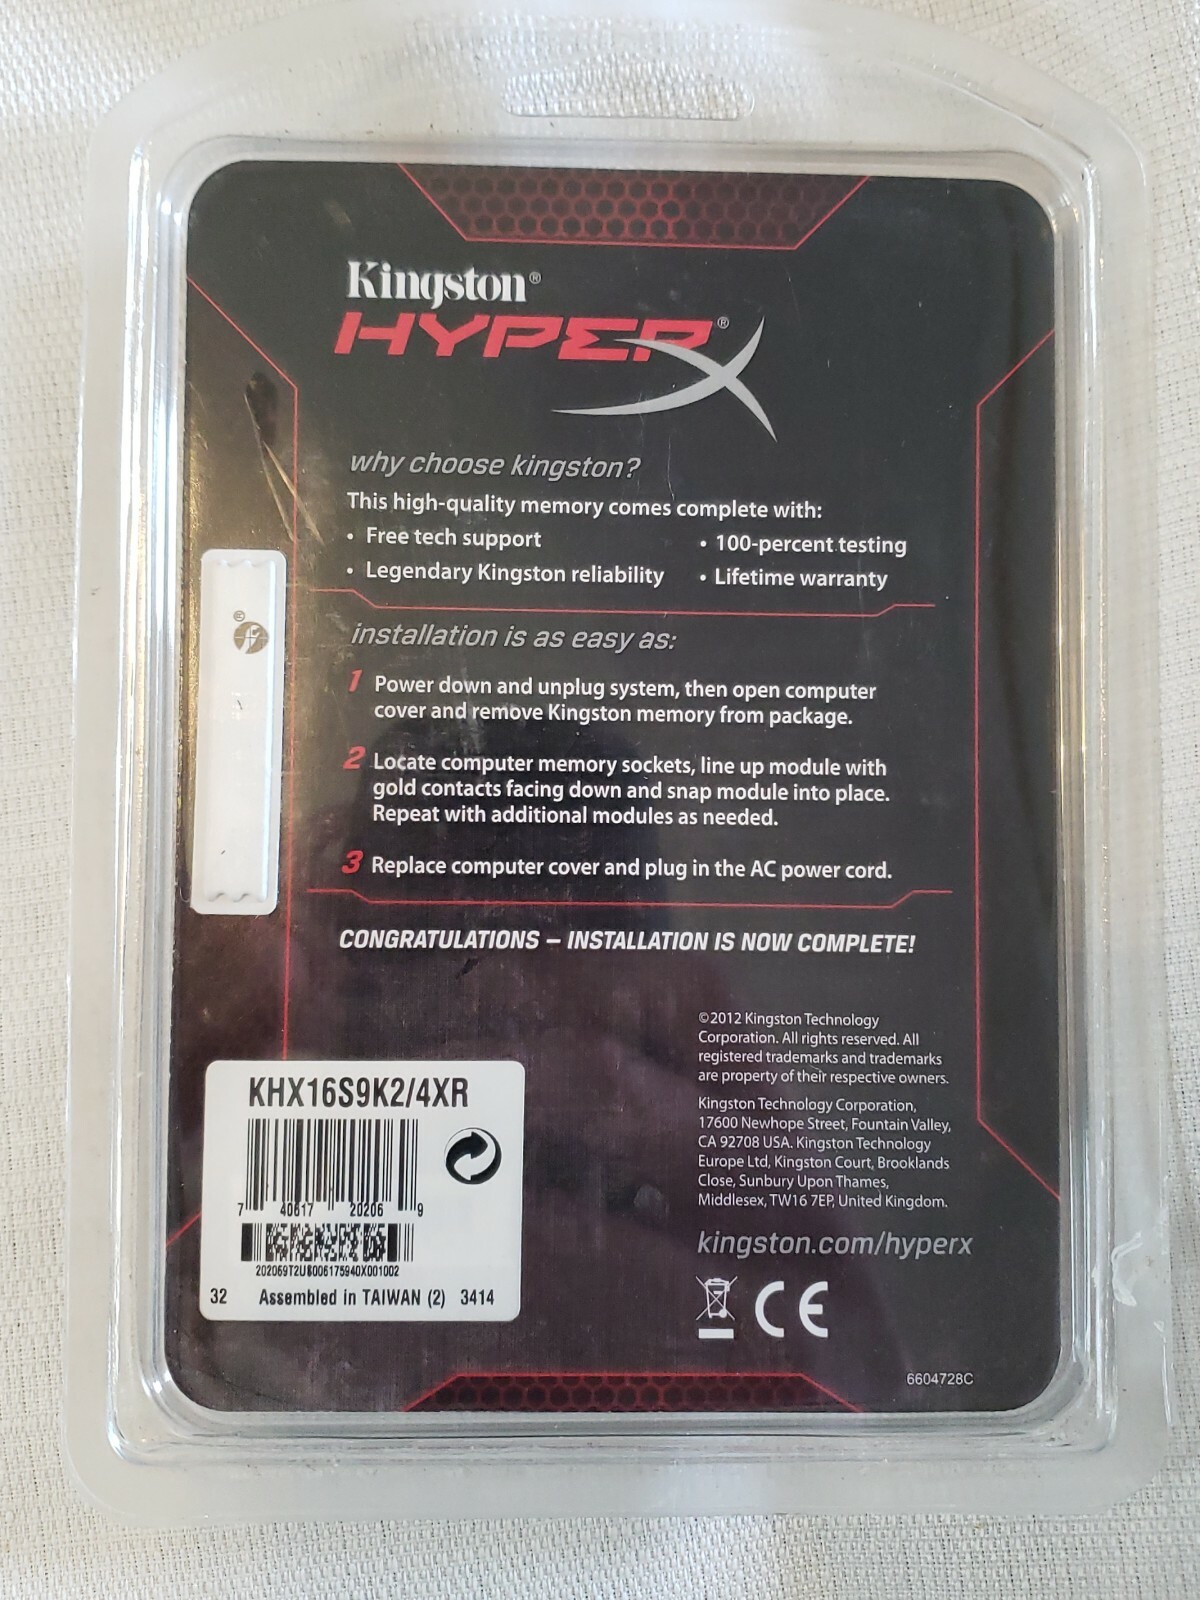 Kingston®
HYPERX®
why choose kingston?
This high-quality memory comes complete with:
• Free tech support
• 100-percent testing
• Legendary Kingston reliability
• Lifetime warranty
installation is as easy as:
1 Power down and unplug system, then open computer
cover and remove Kingston memory from package.
2 Locate computer memory sockets, line up module with
gold contacts facing down and snap module into place.
Repeat with additional modules as needed.
3 Replace computer cover and plug in the AC power cord.
CONGRATULATIONS – INSTALLATION IS NOW COMPLETE!
©2012 Kingston Technology
Corporation. All rights reserved. All
registered trademarks and trademarks
are property of their respective owners.
Kingston Technology Corporation,
17600 Newhope Street, Fountain Valley,
CA 92708 USA. Kingston Technology
Europe Ltd, Kingston Court, Brooklands
Close, Sunbury Upon Thames,
Middlesex, TW16 7EP, United Kingdom.
kingston.com/hyperx
CE
6604728C
KHX16S9K2/4XR
7 40617 20206 9
32 Assembled in TAIWAN (2) 3414